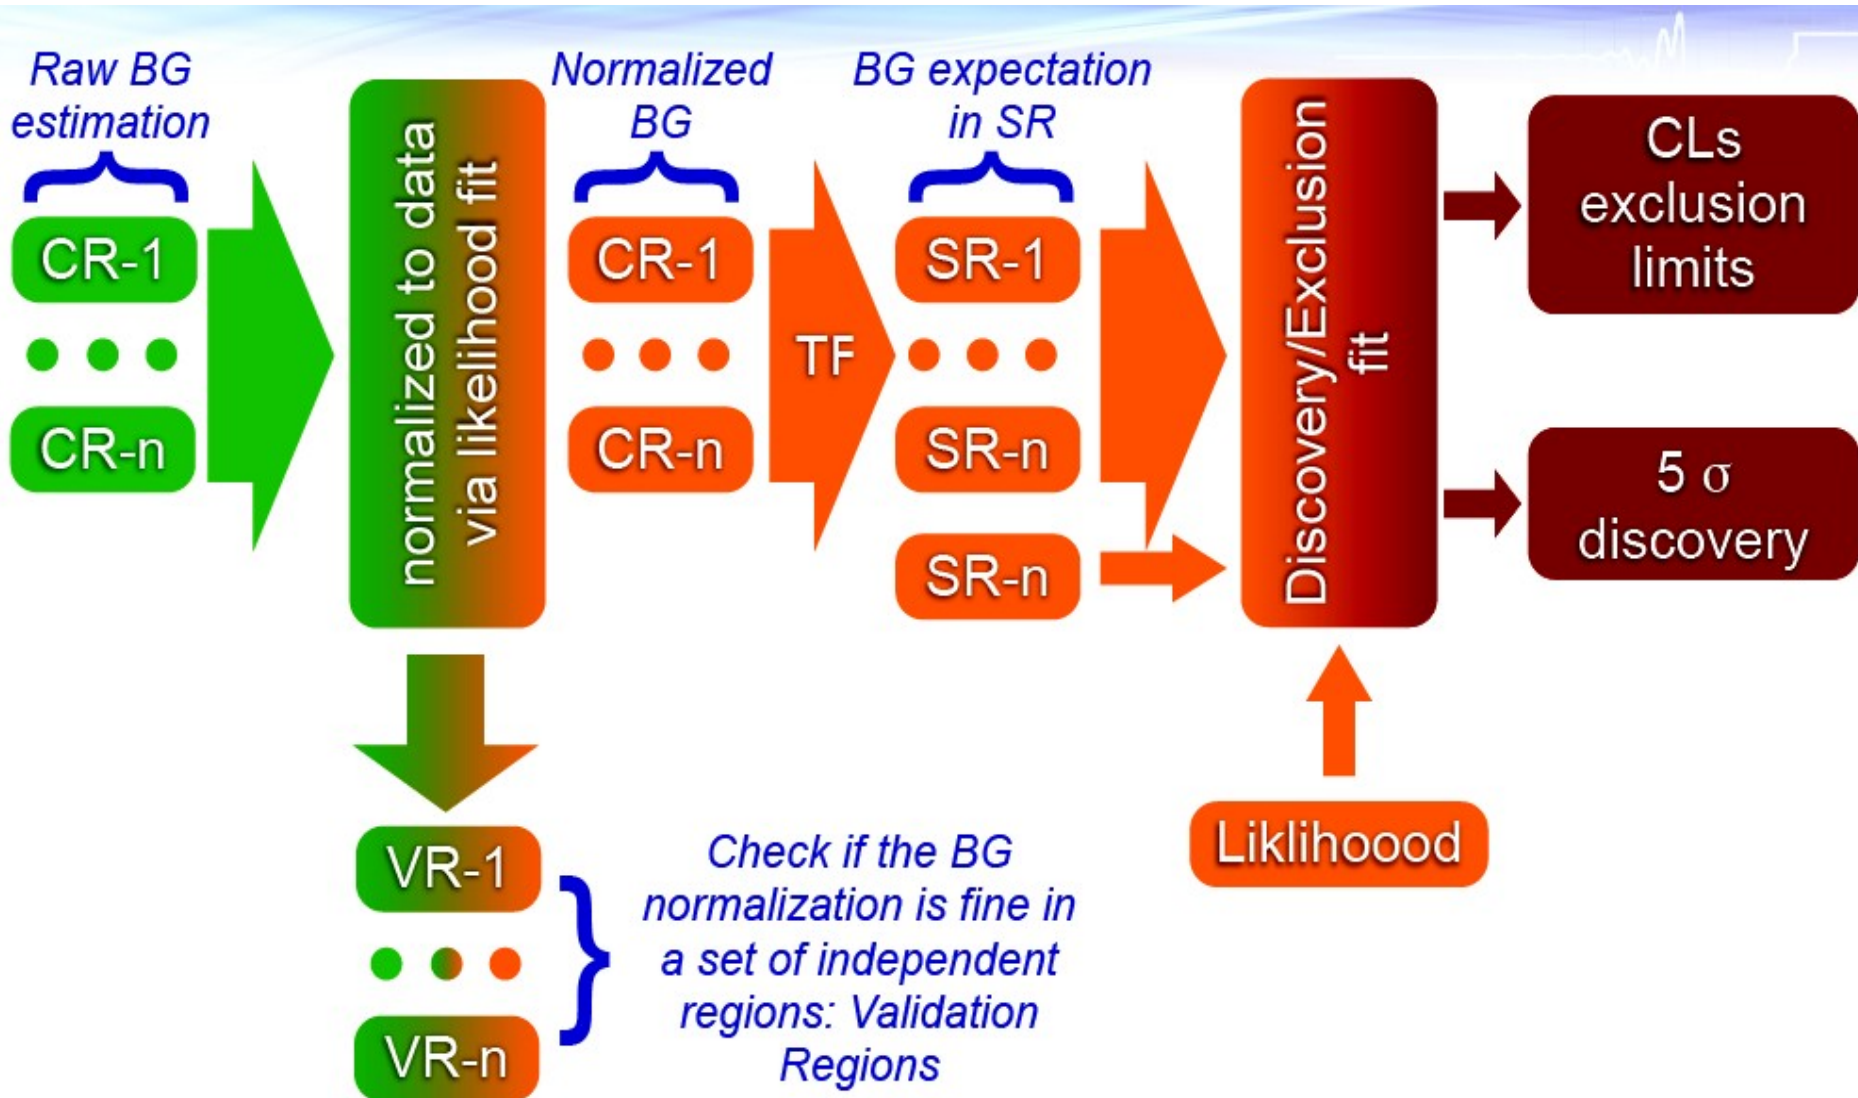 Raw BG
estimation
CR-1
CR-n
normalized to data
via likelihood fit
Normalized
BG
CR-1
CR-n
TF
BG expectation
in SR
SR-1
SR-n
SR-n
Discovery/Exclusion
fit
CLs
exclusion
limits
5 σ
discovery
Liklihoood
VR-1
VR-n
Check if the BG
normalization is fine in
a set of independent
regions: Validation
Regions